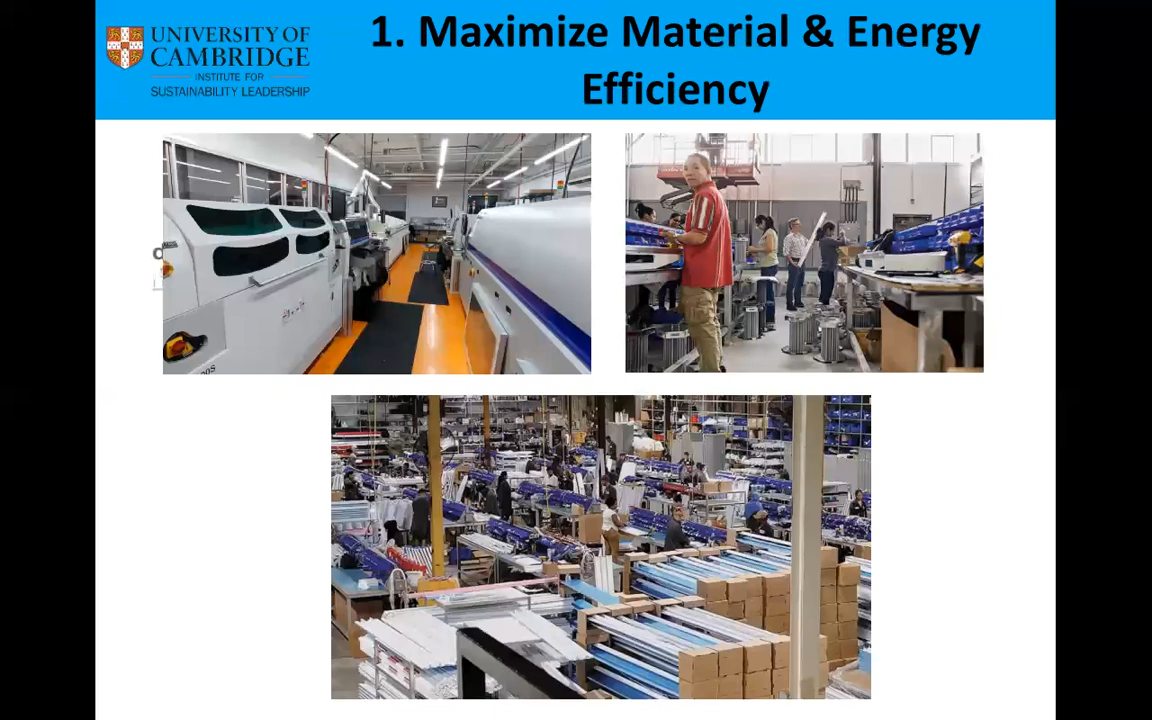 UNIVERSITY OF
CAMBRIDGE
INSTITUTE FOR
SUSTAINABILITY LEADERSHIP
1. Maximize Material & Energy
Efficiency